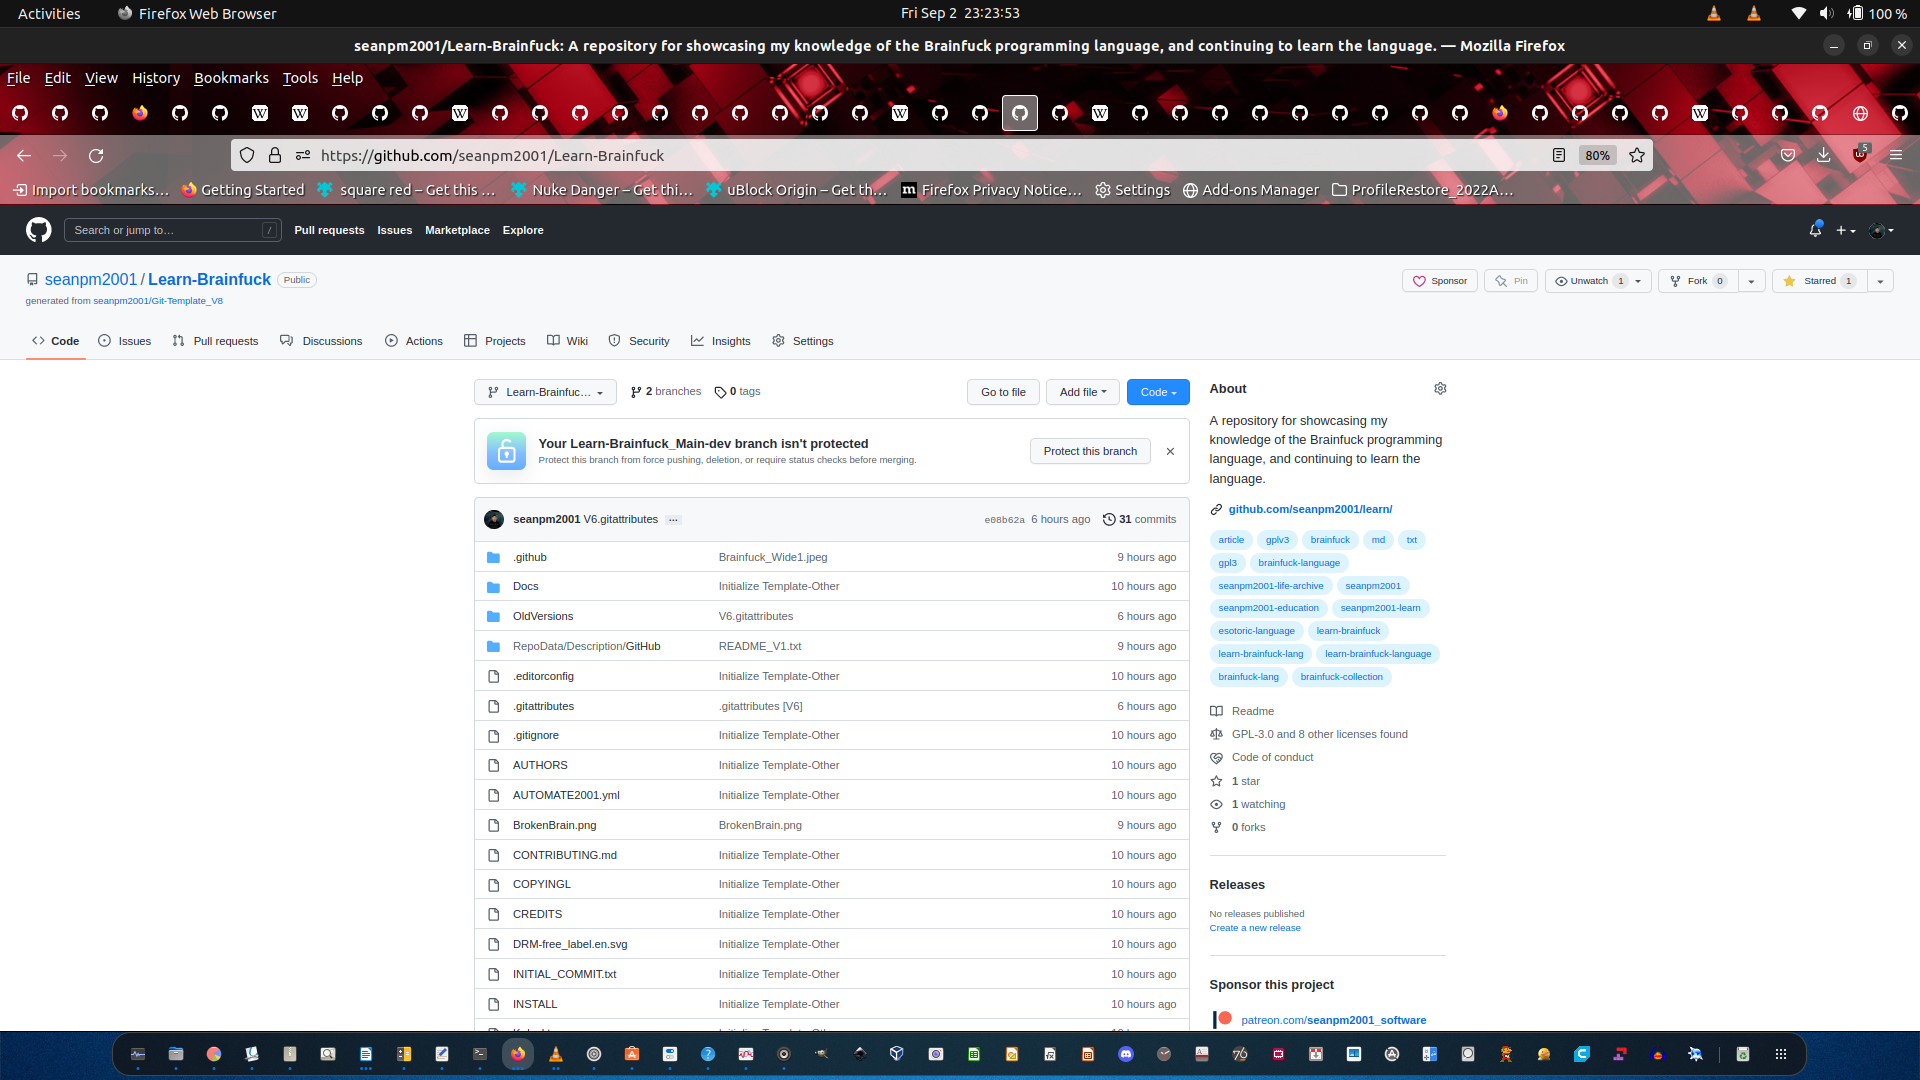 Activities Firefox Web Browser Fri Sep 2 23:23:53 100 %
seanpm2001/Learn-Brainfuck: A repository for showcasing my knowledge of the Brainfuck programming language, and continuing to learn the language. — Mozilla Firefox
File Edit View History Bookmarks Tools Help
https://github.com/seanpm2001/Learn-Brainfuck 80% 5
Import bookmarks… Getting Started square red – Get this … Nuke Danger – Get thi… uBlock Origin – Get th… Firefox Privacy Notice… Settings Add-ons Manager ProfileRestore_2022A…
Search or jump to… / Pull requests Issues Marketplace Explore
seanpm2001 / Learn-Brainfuck Public Sponsor Pin Unwatch 1 Fork 0 Starred 1
generated from seanpm2001/Git-Template_V8
Code Issues Pull requests Discussions Actions Projects Wiki Security Insights Settings
Learn-Brainfuc… 2 branches 0 tags Go to file Add file Code
Your Learn-Brainfuck_Main-dev branch isn't protected
Protect this branch from force pushing, deletion, or require status checks before merging.
Protect this branch
seanpm2001 V6.gitattributes … e08b62a 6 hours ago 31 commits
.github Brainfuck_Wide1.jpeg 9 hours ago
Docs Initialize Template-Other 10 hours ago
OldVersions V6.gitattributes 6 hours ago
RepoData/Description/GitHub README_V1.txt 9 hours ago
.editorconfig Initialize Template-Other 10 hours ago
.gitattributes .gitattributes [V6] 6 hours ago
.gitignore Initialize Template-Other 10 hours ago
AUTHORS Initialize Template-Other 10 hours ago
AUTOMATE2001.yml Initialize Template-Other 10 hours ago
BrokenBrain.png BrokenBrain.png 9 hours ago
CONTRIBUTING.md Initialize Template-Other 10 hours ago
COPYINGL Initialize Template-Other 10 hours ago
CREDITS Initialize Template-Other 10 hours ago
DRM-free_label.en.svg Initialize Template-Other 10 hours ago
INITIAL_COMMIT.txt Initialize Template-Other 10 hours ago
INSTALL Initialize Template-Other 10 hours ago
About
A repository for showcasing my
knowledge of the Brainfuck programming
language, and continuing to learn the
language.
github.com/seanpm2001/learn/
article gplv3 brainfuck md txt
gpl3 brainfuck-language
seanpm2001-life-archive seanpm2001
seanpm2001-education seanpm2001-learn
esotoric-language learn-brainfuck
learn-brainfuck-lang learn-brainfuck-language
brainfuck-lang brainfuck-collection
Readme
GPL-3.0 and 8 other licenses found
Code of conduct
1 star
1 watching
0 forks
Releases
No releases published
Create a new release
Sponsor this project
patreon.com/seanpm2001_software